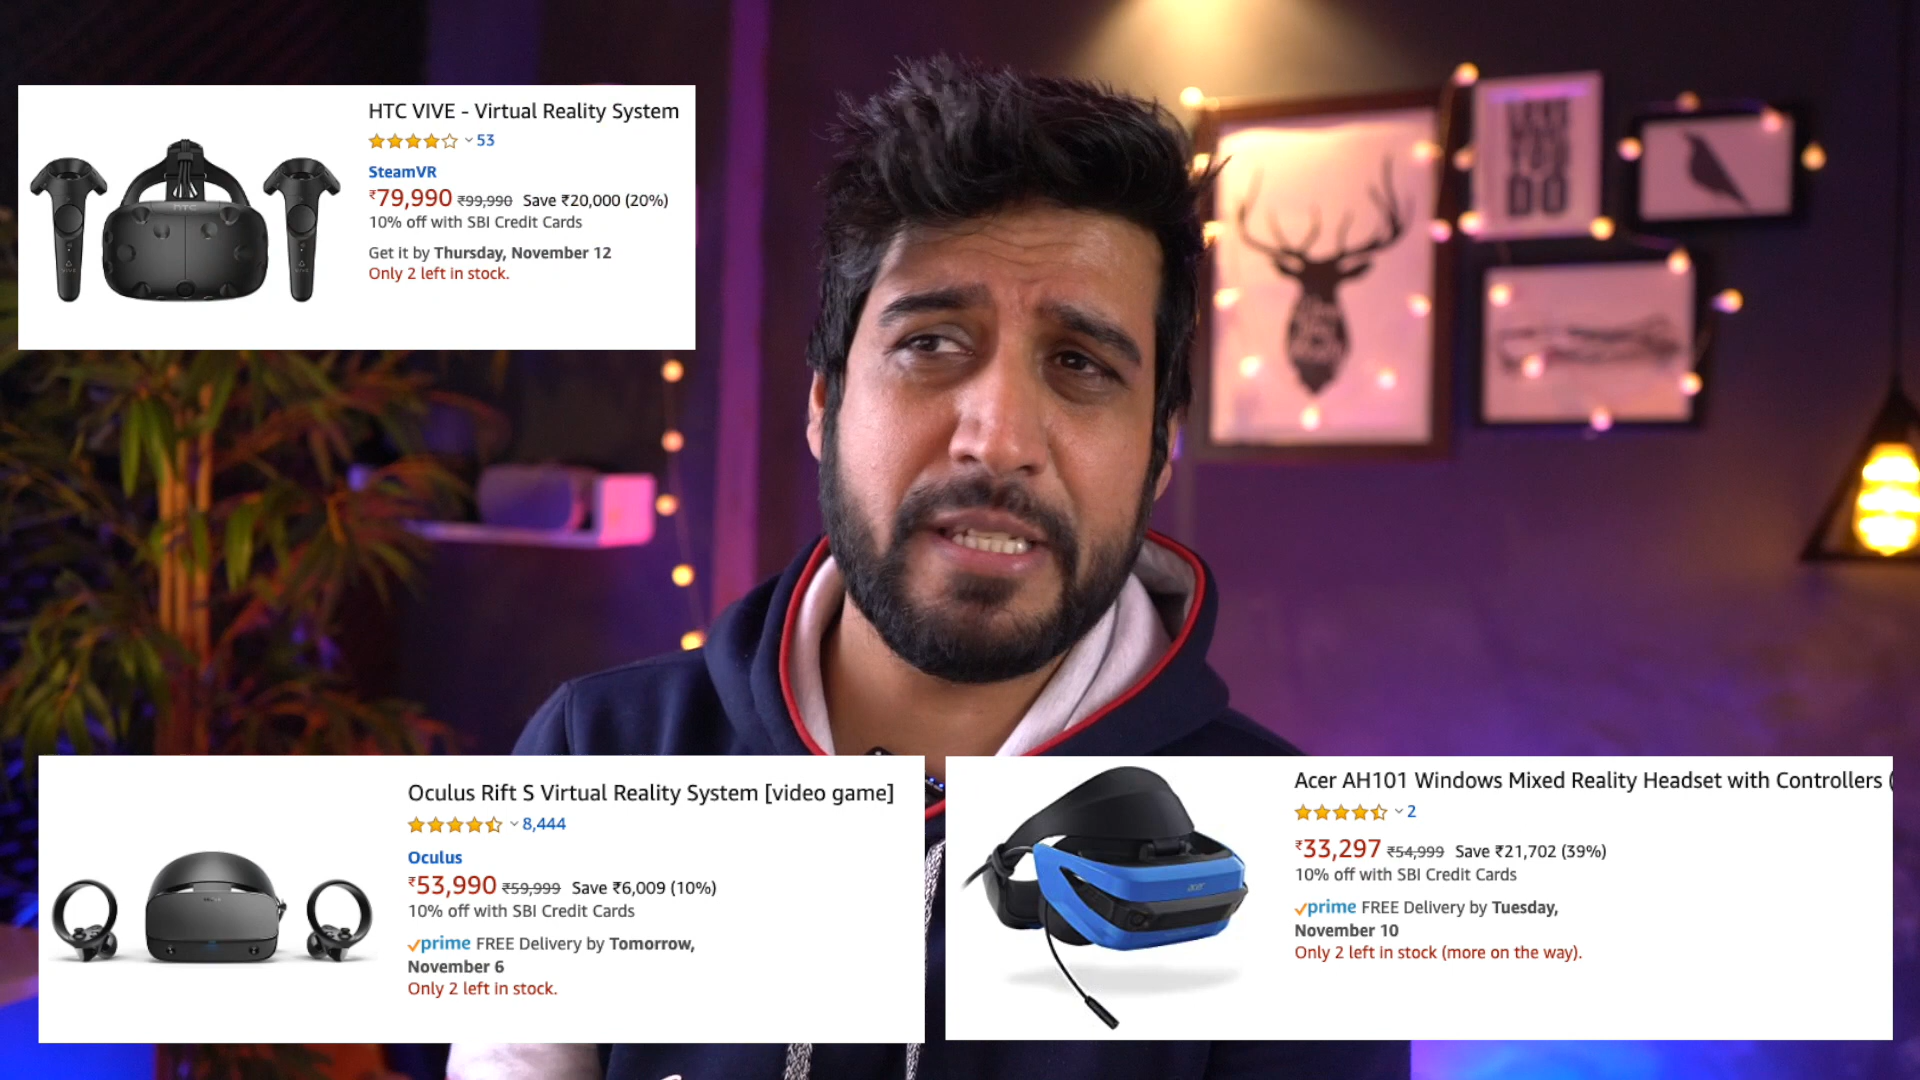 HTC VIVE - Virtual Reality System
53
SteamVR
₹79,990 ₹99,990 Save ₹20,000 (20%)
10% off with SBI Credit Cards
Get it by Thursday, November 12
Only 2 left in stock.
VIVE
hTC
VIVE
DO
Oculus Rift S Virtual Reality System [video game]
8,444
Oculus
₹53,990 ₹59,999 Save ₹6,009 (10%)
10% off with SBI Credit Cards
prime FREE Delivery by Tomorrow,
November 6
Only 2 left in stock.
Acer AH101 Windows Mixed Reality Headset with Controllers (
2
₹33,297 ₹54,999 Save ₹21,702 (39%)
10% off with SBI Credit Cards
prime FREE Delivery by Tuesday,
November 10
Only 2 left in stock (more on the way).
acer